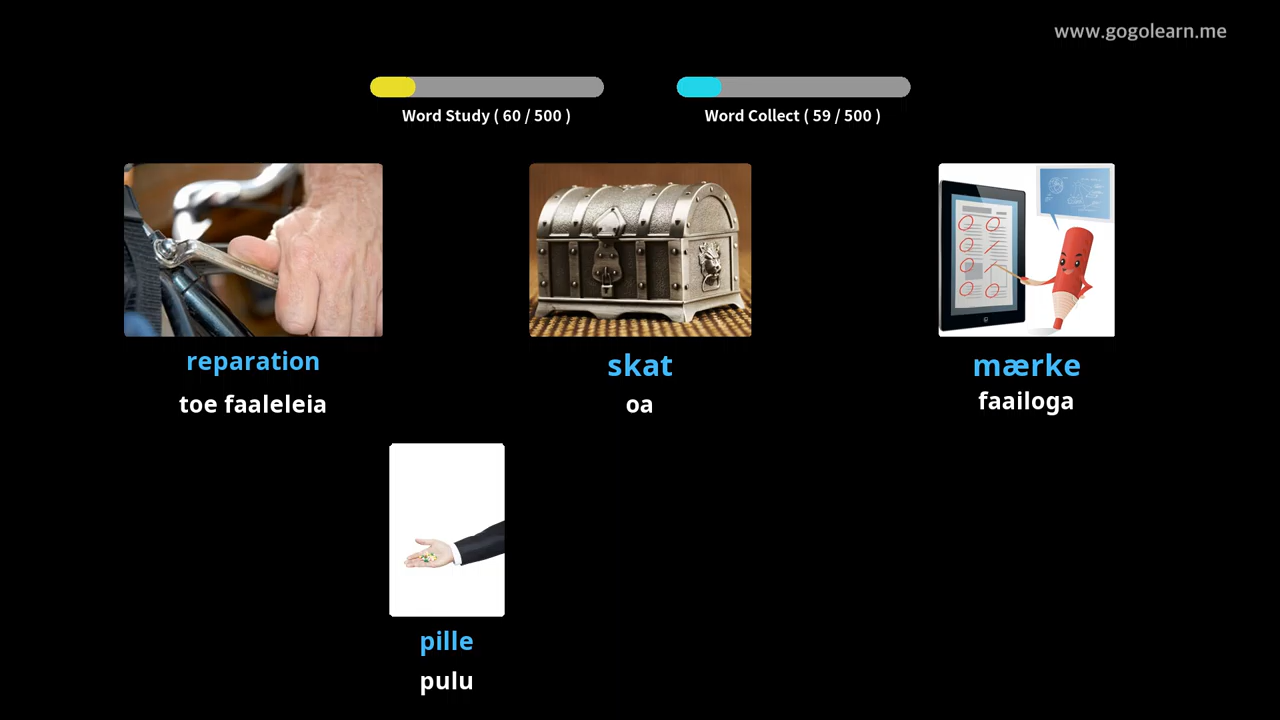 www.gogolearn.me
Word Study ( 60 / 500 )
Word Collect ( 59 / 500 )
reparation
toe faaleleia
skat
oa
mærke
faailoga
pille
pulu